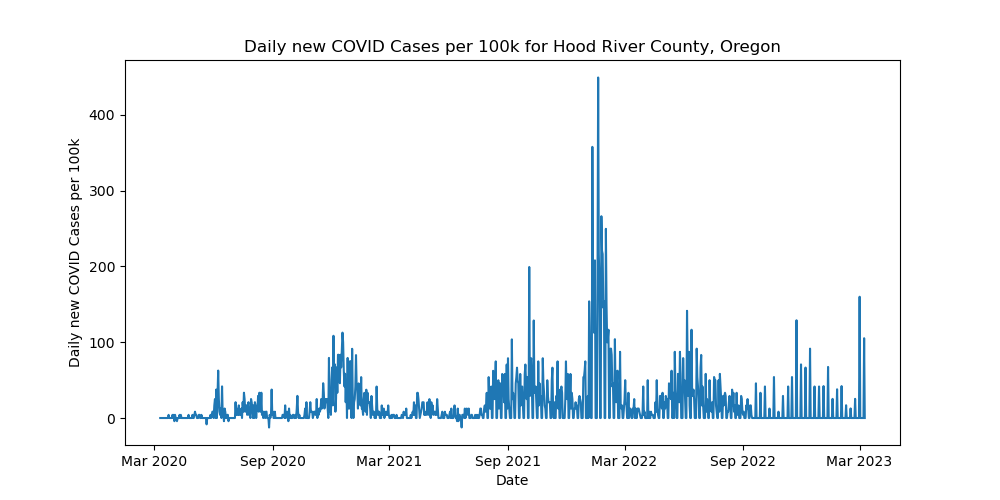 Daily new COVID Cases per 100k for Hood River County, Oregon
Daily new COVID Cases per 100k
400
300
200
100
0
Mar 2020 Sep 2020 Mar 2021 Sep 2021 Mar 2022 Sep 2022 Mar 2023
Date